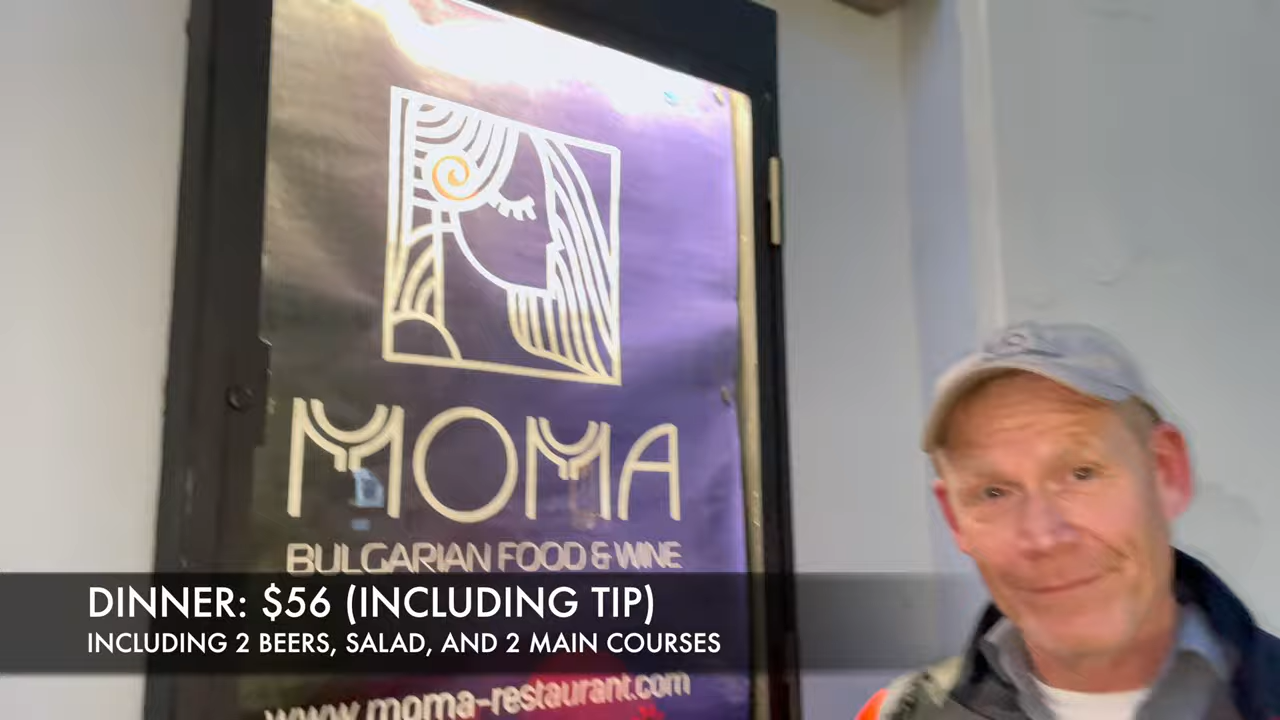 MOMA
BULGARIAN FOOD & WINE
DINNER: $56 (INCLUDING TIP)
INCLUDING 2 BEERS, SALAD, AND 2 MAIN COURSES
www.moma-restaurant.com